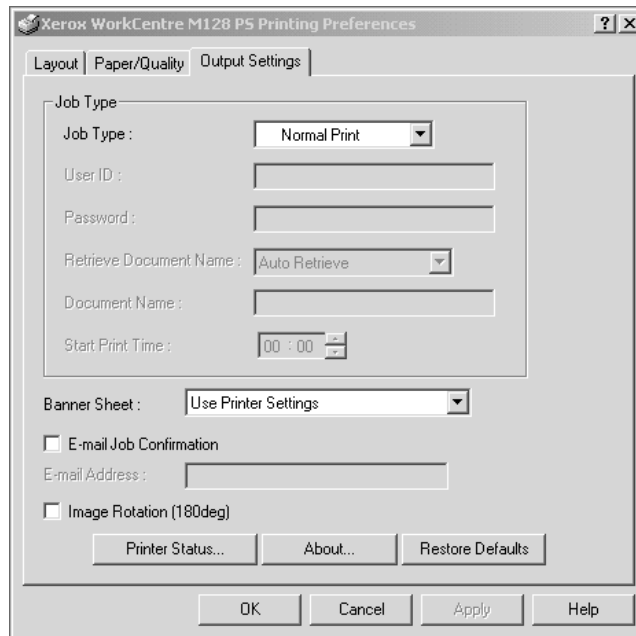 Xerox WorkCentre M128 PS Printing Preferences
Layout Paper/Quality Output Settings
Job Type
Job Type : Normal Print
User ID :
Password :
Retrieve Document Name : Auto Retrieve
Document Name :
Start Print Time : 00 : 00
Banner Sheet : Use Printer Settings
E-mail Job Confirmation
E-mail Address :
Image Rotation (180deg)
Printer Status... About... Restore Defaults
OK Cancel Apply Help